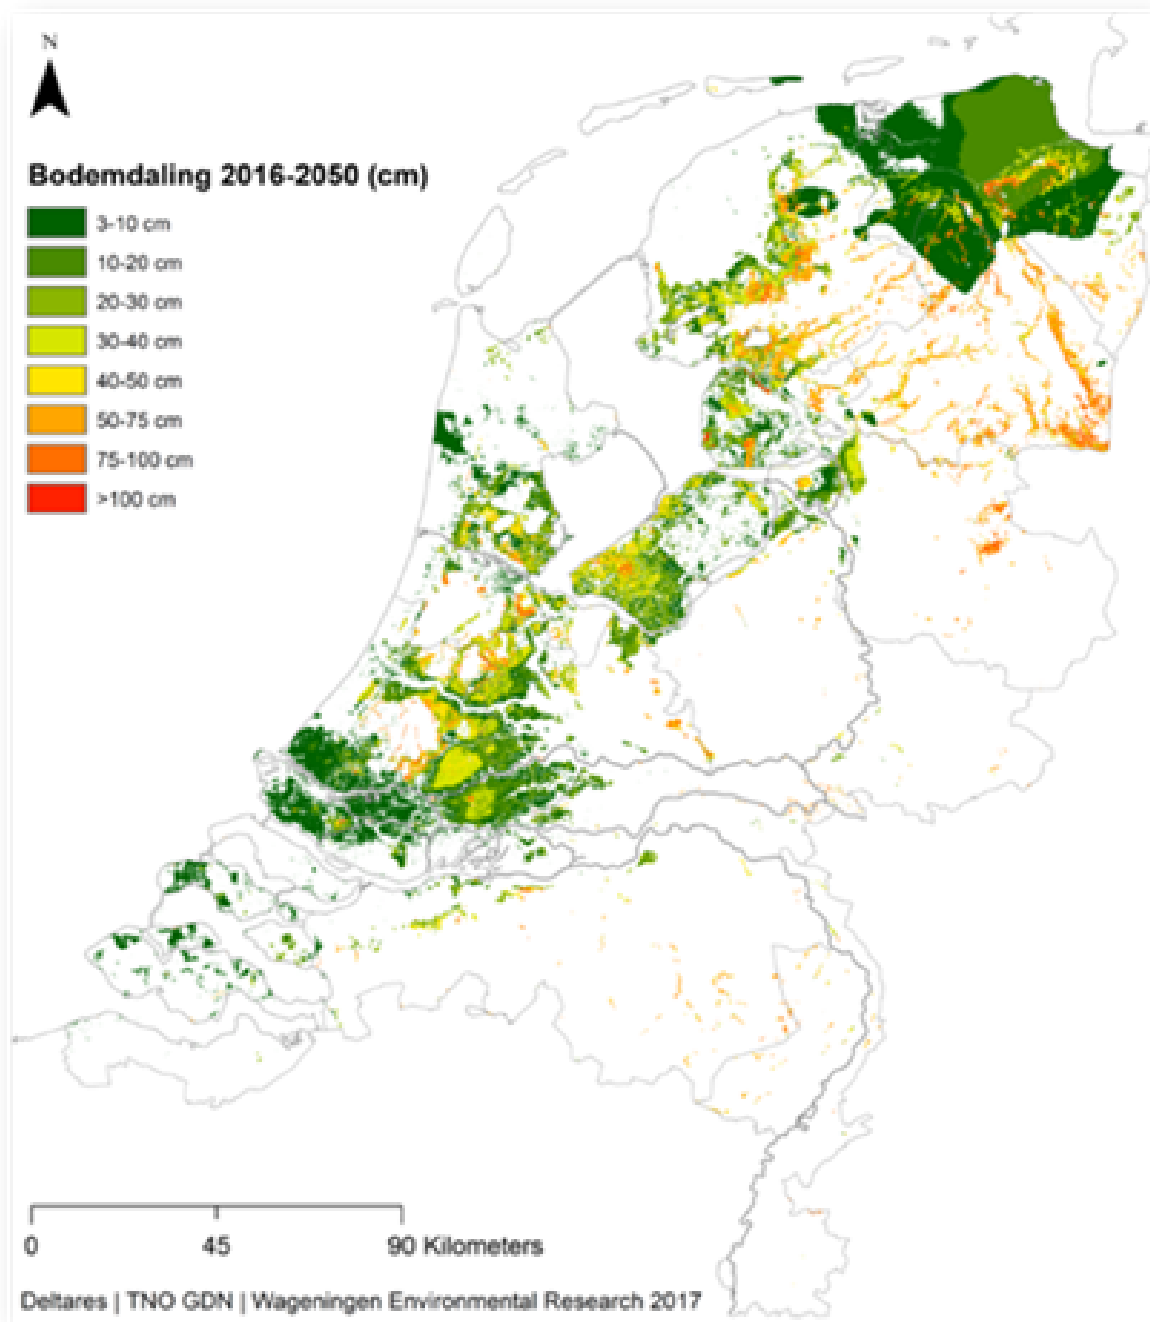 N
Bodemdaling 2016-2050 (cm)
3-10 cm
10-20 cm
20-30 cm
30-40 cm
40-50 cm
50-75 cm
75-100 cm
>100 cm
0 45 90 Kilometers
Deltares | TNO GDN | Wageningen Environmental Research 2017